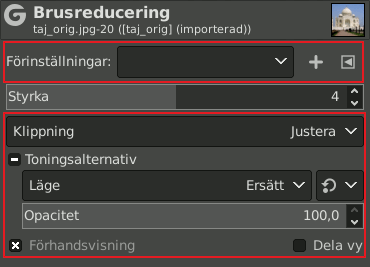 Brusreducering
taj_orig.jpg-20 ([taj_orig] (importerad))
Förinställningar:
Styrka 4
Klippning Justera
Toningsalternativ
Läge Ersätt
Opacitet 100,0
Förhandsvisning Dela vy